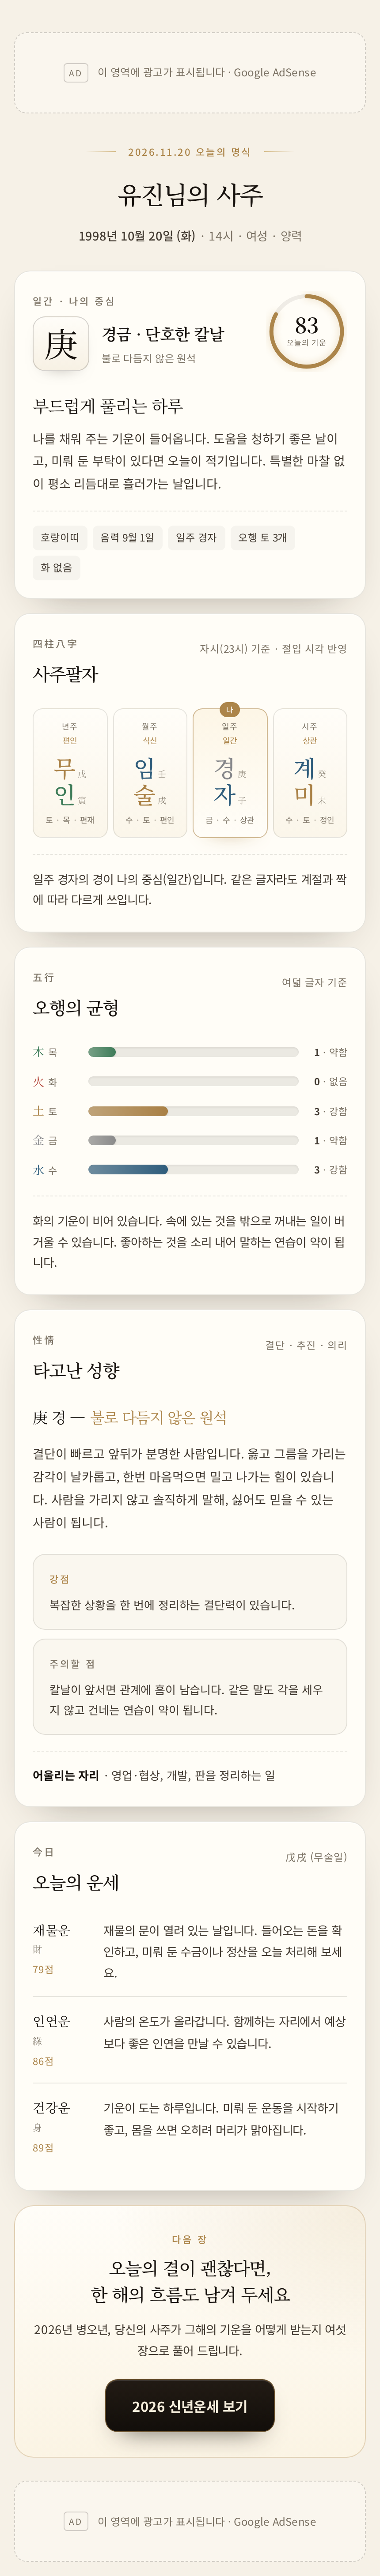 AD 이 영역에 광고가 표시됩니다 · Google AdSense
2026.11.20 오늘의 명식
유진님의 사주
1998년 10월 20일 (화) · 14시 · 여성 · 양력
일간 · 나의 중심
庚
경금 · 단호한 칼날
불로 다듬지 않은 원석
83
오늘의 기운
부드럽게 풀리는 하루
나를 채워 주는 기운이 들어옵니다. 도움을 청하기 좋은 날이
고, 미뤄 둔 부탁이 있다면 오늘이 적기입니다. 특별한 마찰 없
이 평소 리듬대로 흘러가는 날입니다.
호랑이띠 음력 9월 1일 일주 경자 오행 토 3개
화 없음
四柱八字
사주팔자
자시(23시) 기준 · 절입 시각 반영
나
년주 월주 일주 시주
편인 식신 일간 상관
무戊 임壬 경庚 계癸
인寅 술戌 자子 미未
토 · 목 · 편재 수 · 토 · 편인 금 · 수 · 상관 수 · 토 · 정인
일주 경자의 경이 나의 중심(일간)입니다. 같은 글자라도 계절과 짝
에 따라 다르게 쓰입니다.
五行
오행의 균형
여덟 글자 기준
木 목 1 · 약함
火 화 0 · 없음
土 토 3 · 강함
金 금 1 · 약함
水 수 3 · 강함
화의 기운이 비어 있습니다. 속에 있는 것을 밖으로 꺼내는 일이 버
거울 수 있습니다. 좋아하는 것을 소리 내어 말하는 연습이 약이 됩
니다.
性情
타고난 성향
결단 · 추진 · 의리
庚 경 — 불로 다듬지 않은 원석
결단이 빠르고 앞뒤가 분명한 사람입니다. 옳고 그름을 가리는
감각이 날카롭고, 한번 마음먹으면 밀고 나가는 힘이 있습니
다. 사람을 가리지 않고 솔직하게 말해, 싫어도 믿을 수 있는
사람이 됩니다.
강점
복잡한 상황을 한 번에 정리하는 결단력이 있습니다.
주의할 점
칼날이 앞서면 관계에 흠이 남습니다. 같은 말도 각을 세우
지 않고 건네는 연습이 약이 됩니다.
어울리는 자리 · 영업·협상, 개발, 판을 정리하는 일
今日
오늘의 운세
戊戌 (무술일)
재물운
財
79점
재물의 문이 열려 있는 날입니다. 들어오는 돈을 확
인하고, 미뤄 둔 수금이나 정산을 오늘 처리해 보세
요.
인연운
緣
86점
사람의 온도가 올라갑니다. 함께하는 자리에서 예상
보다 좋은 인연을 만날 수 있습니다.
건강운
身
89점
기운이 도는 하루입니다. 미뤄 둔 운동을 시작하기
좋고, 몸을 쓰면 오히려 머리가 맑아집니다.
다음 장
오늘의 결이 괜찮다면,
한 해의 흐름도 남겨 두세요
2026년 병오년, 당신의 사주가 그해의 기운을 어떻게 받는지 여섯
장으로 풀어 드립니다.
2026 신년운세 보기
AD 이 영역에 광고가 표시됩니다 · Google AdSense